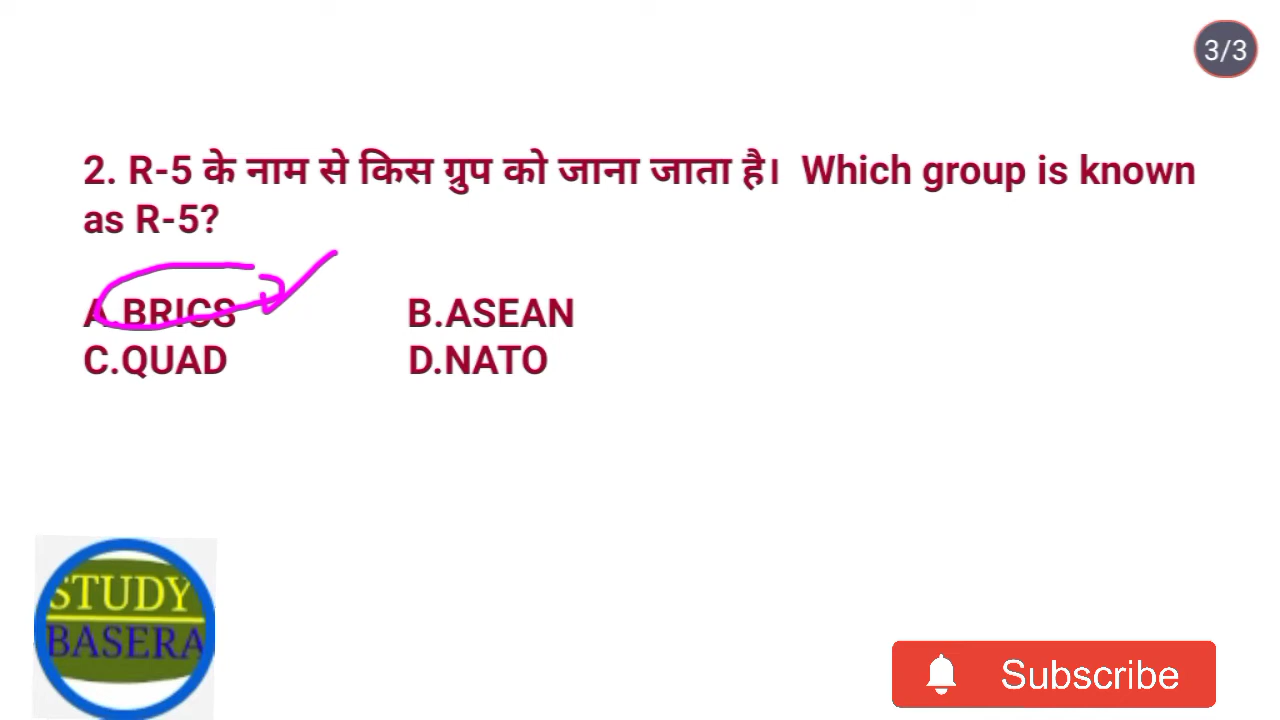 3/3
2. R-5 के नाम से किस ग्रुप को जाना जाता है। Which group is known
as R-5?
A.BRICS B.ASEAN
C.QUAD D.NATO
STUDY
BASERA
Subscribe